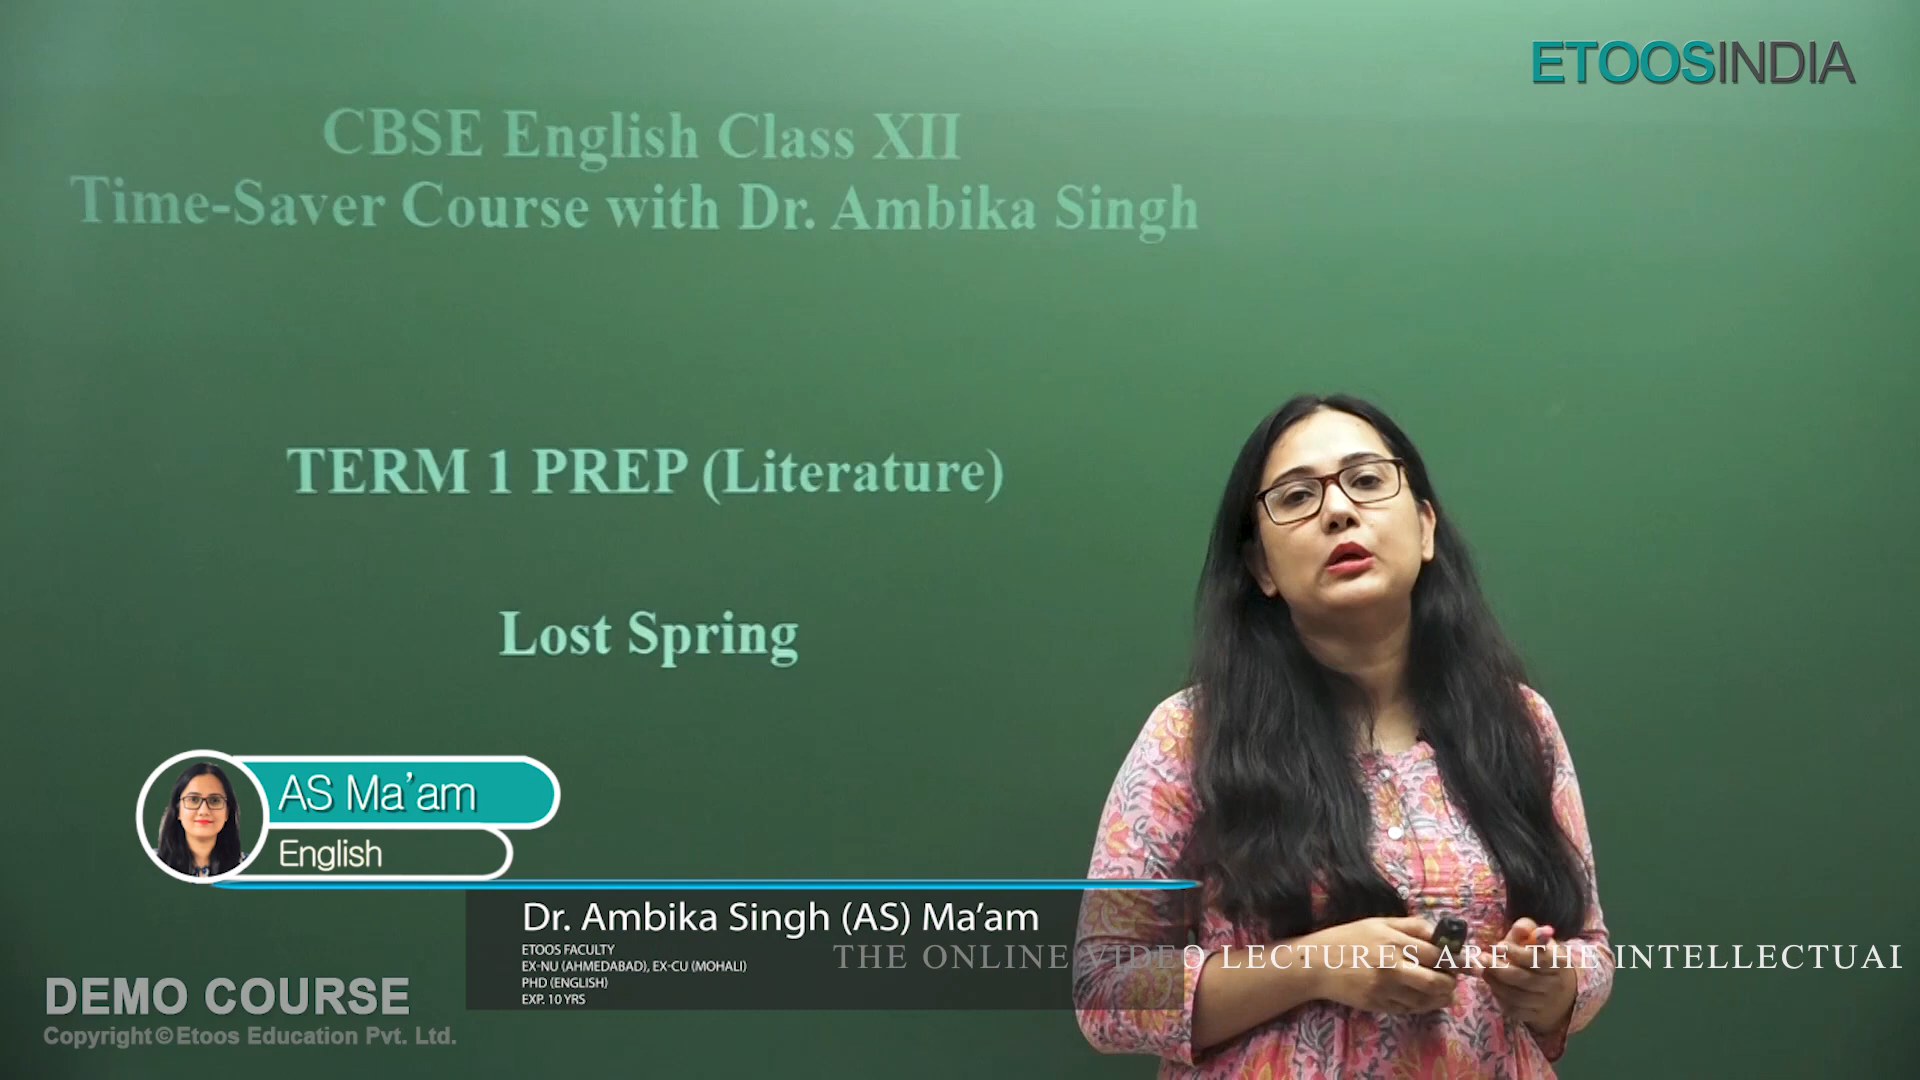 ETOOSINDIA
CBSE English Class XII
Time-Saver Course with Dr. Ambika Singh
TERM 1 PREP (Literature)
Lost Spring
AS Ma'am
English
Dr. Ambika Singh (AS) Ma'am
ETOOS FACULTY
EX-NU (AHMEDABAD), EX-CU (MOHALI)
PHD (ENGLISH)
EXP. 10 YRS
THE ONLINE VIDEO LECTURES ARE THE INTELLECTUAL
DEMO COURSE
Copyright © Etoos Education Pvt. Ltd.